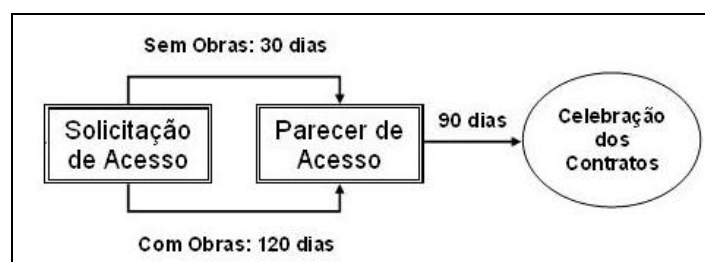 Sem Obras: 30 dias
Solicitação
de Acesso
Parecer de
Acesso
90 dias
Celebração
dos
Contratos
Com Obras: 120 dias